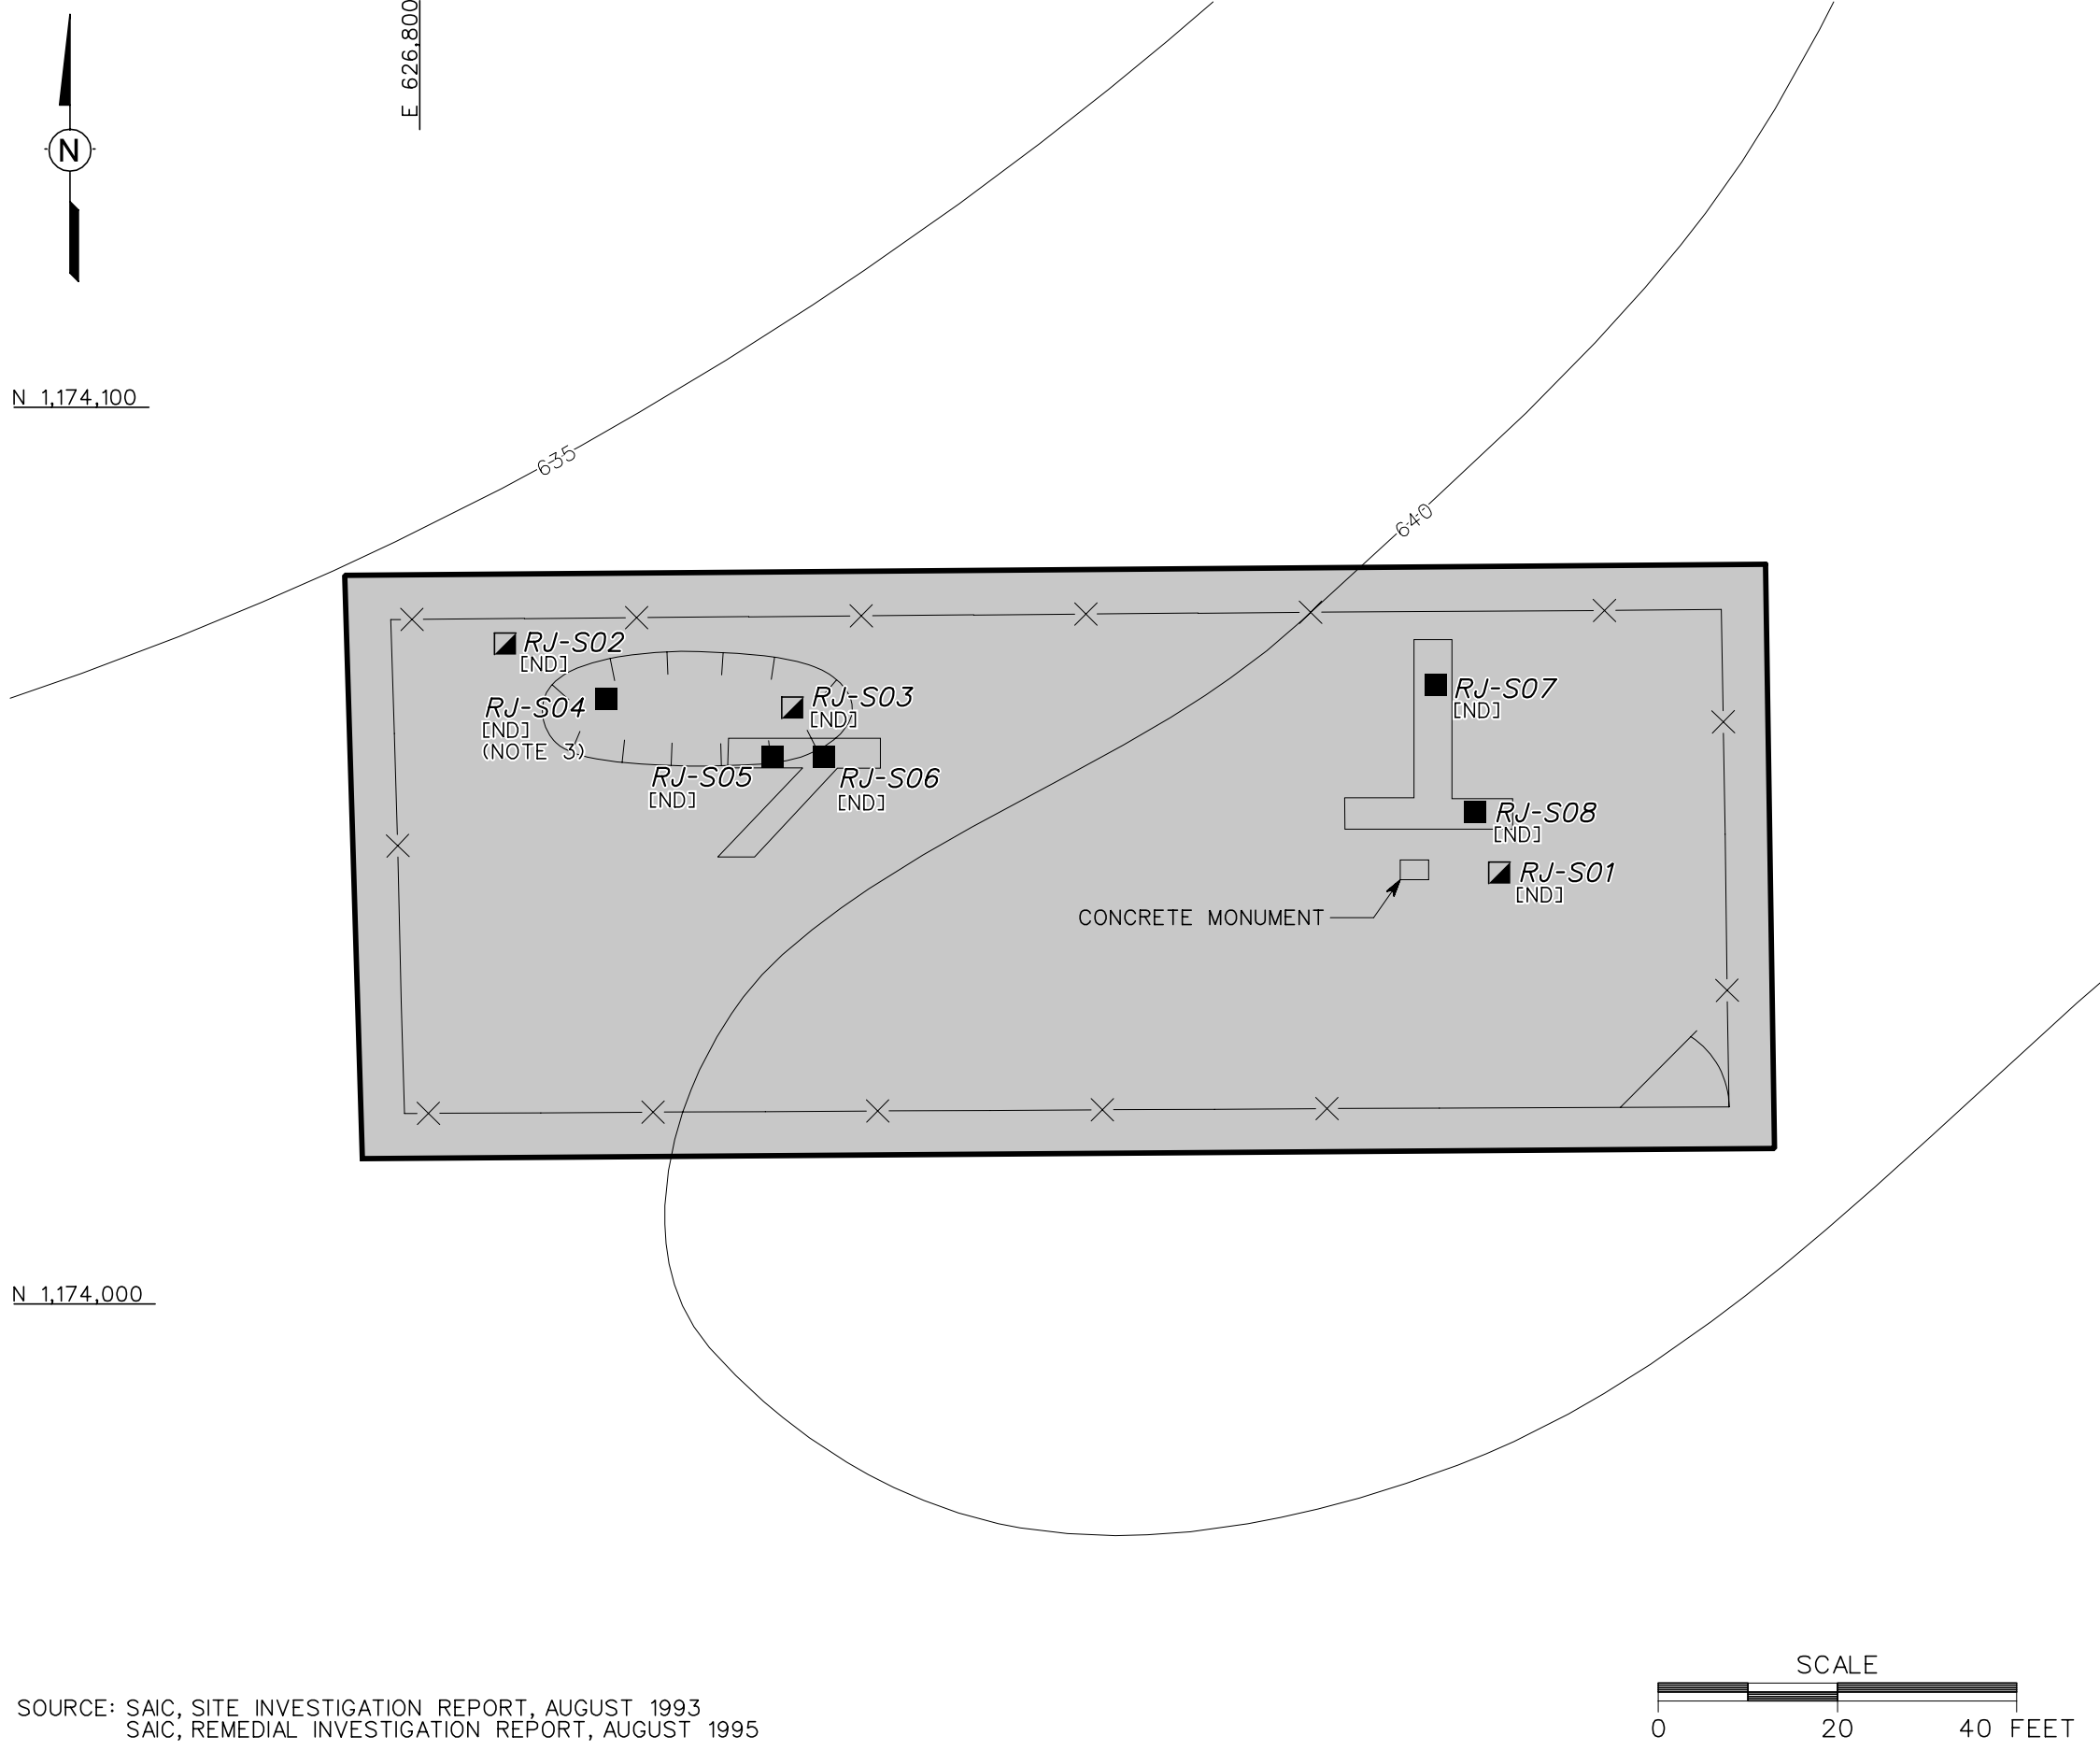 E 626,800
N
N 1,174,100
635
640
RJ-S02
[ND]
RJ-S04
[ND]
(NOTE 3)
RJ-S03
[ND]
RJ-S05
[ND]
RJ-S06
[ND]
RJ-S07
[ND]
RJ-S08
[ND]
RJ-S01
[ND]
CONCRETE MONUMENT
N 1,174,000
SCALE
0 20 40 FEET
SOURCE: SAIC, SITE INVESTIGATION REPORT, AUGUST 1993
SAIC, REMEDIAL INVESTIGATION REPORT, AUGUST 1995